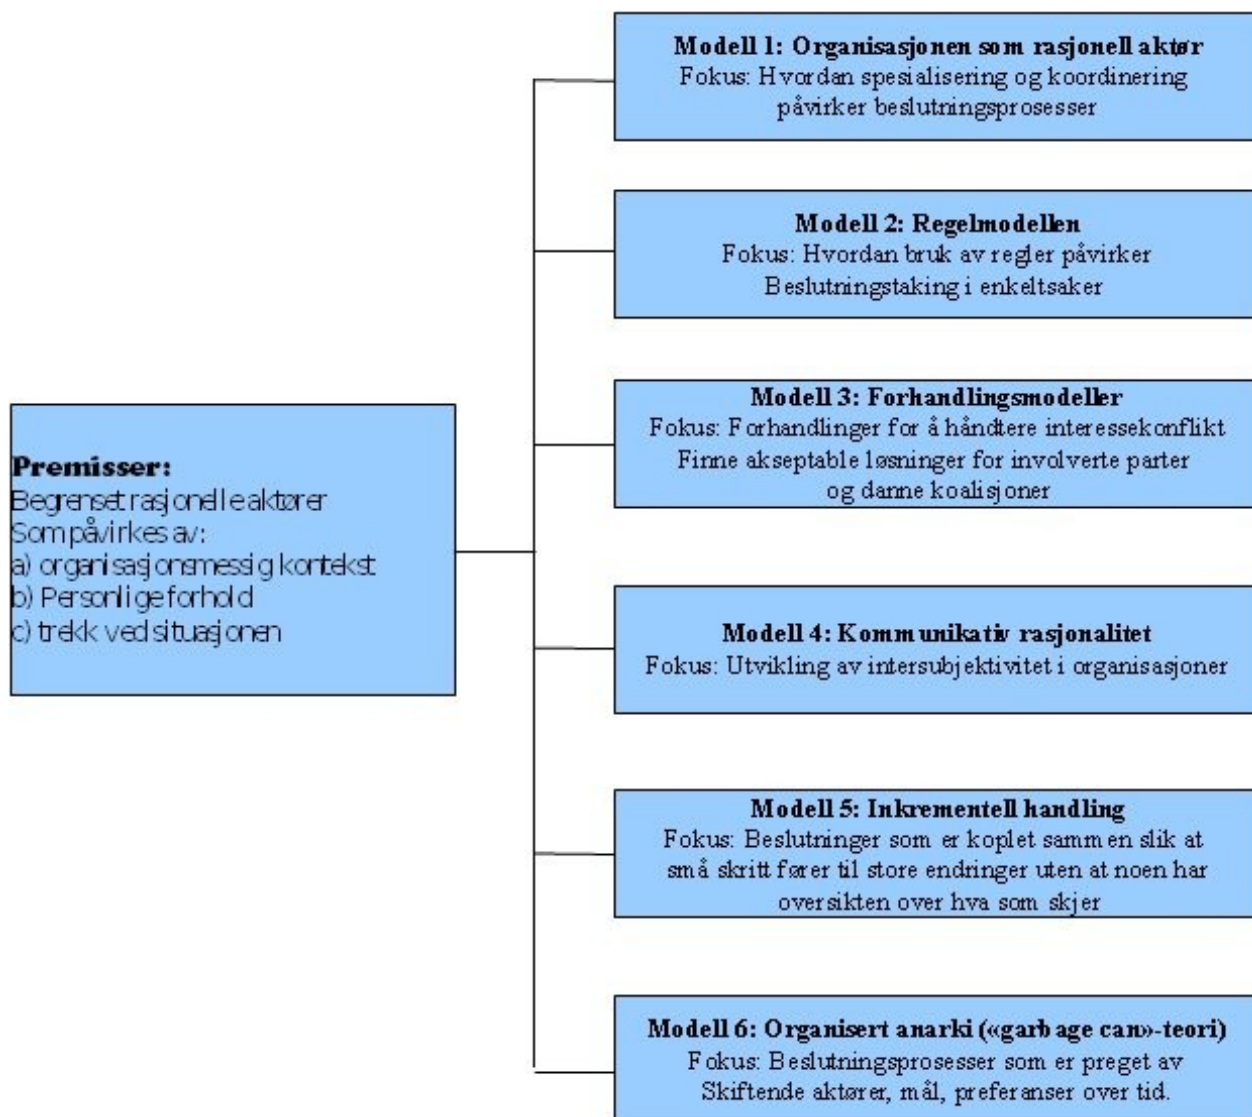 Modell 1: Organisasjonen som rasjonell aktør
Fokus: Hvordan spesialisering og koordinering
påvirker beslutningsprosesser
Modell 2: Regelmodellen
Fokus: Hvordan bruk av regler påvirker
Beslutningstaking i enkeltsaker
Modell 3: Forhandlingsmodeller
Fokus: Forhandlinger for å håndtere interessekonflikt
Finne akseptable løsninger for involverte parter
og danne koalisjoner
Premisser:
Begrenset rasjonelle aktører
Som påvirkes av:
a) organisasjonsmessig kontekst
b) Personlige forhold
c) trekk ved situasjonen
Modell 4: Kommunikativ rasjonalitet
Fokus: Utvikling av intersubjektivitet i organisasjoner
Modell 5: Inkrementell handling
Fokus: Beslutninger som er koplet sammen slik at
små skritt fører til store endringer uten at noen har
oversikten over hva som skjer
Modell 6: Organisert anarki («garbage can»-teori)
Fokus: Beslutningsprosesser som er preget av
Skiftende aktører, mål, preferanser over tid.